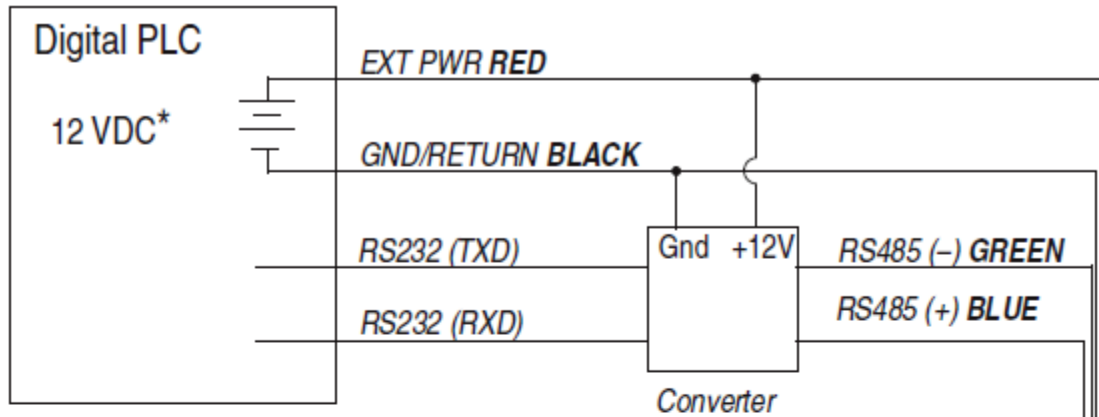 Digital PLC
EXT PWR RED
12 VDC*
GND/RETURN BLACK
RS232 (TXD)
Gnd +12V
RS485 (–) GREEN
RS232 (RXD)
RS485 (+) BLUE
Converter